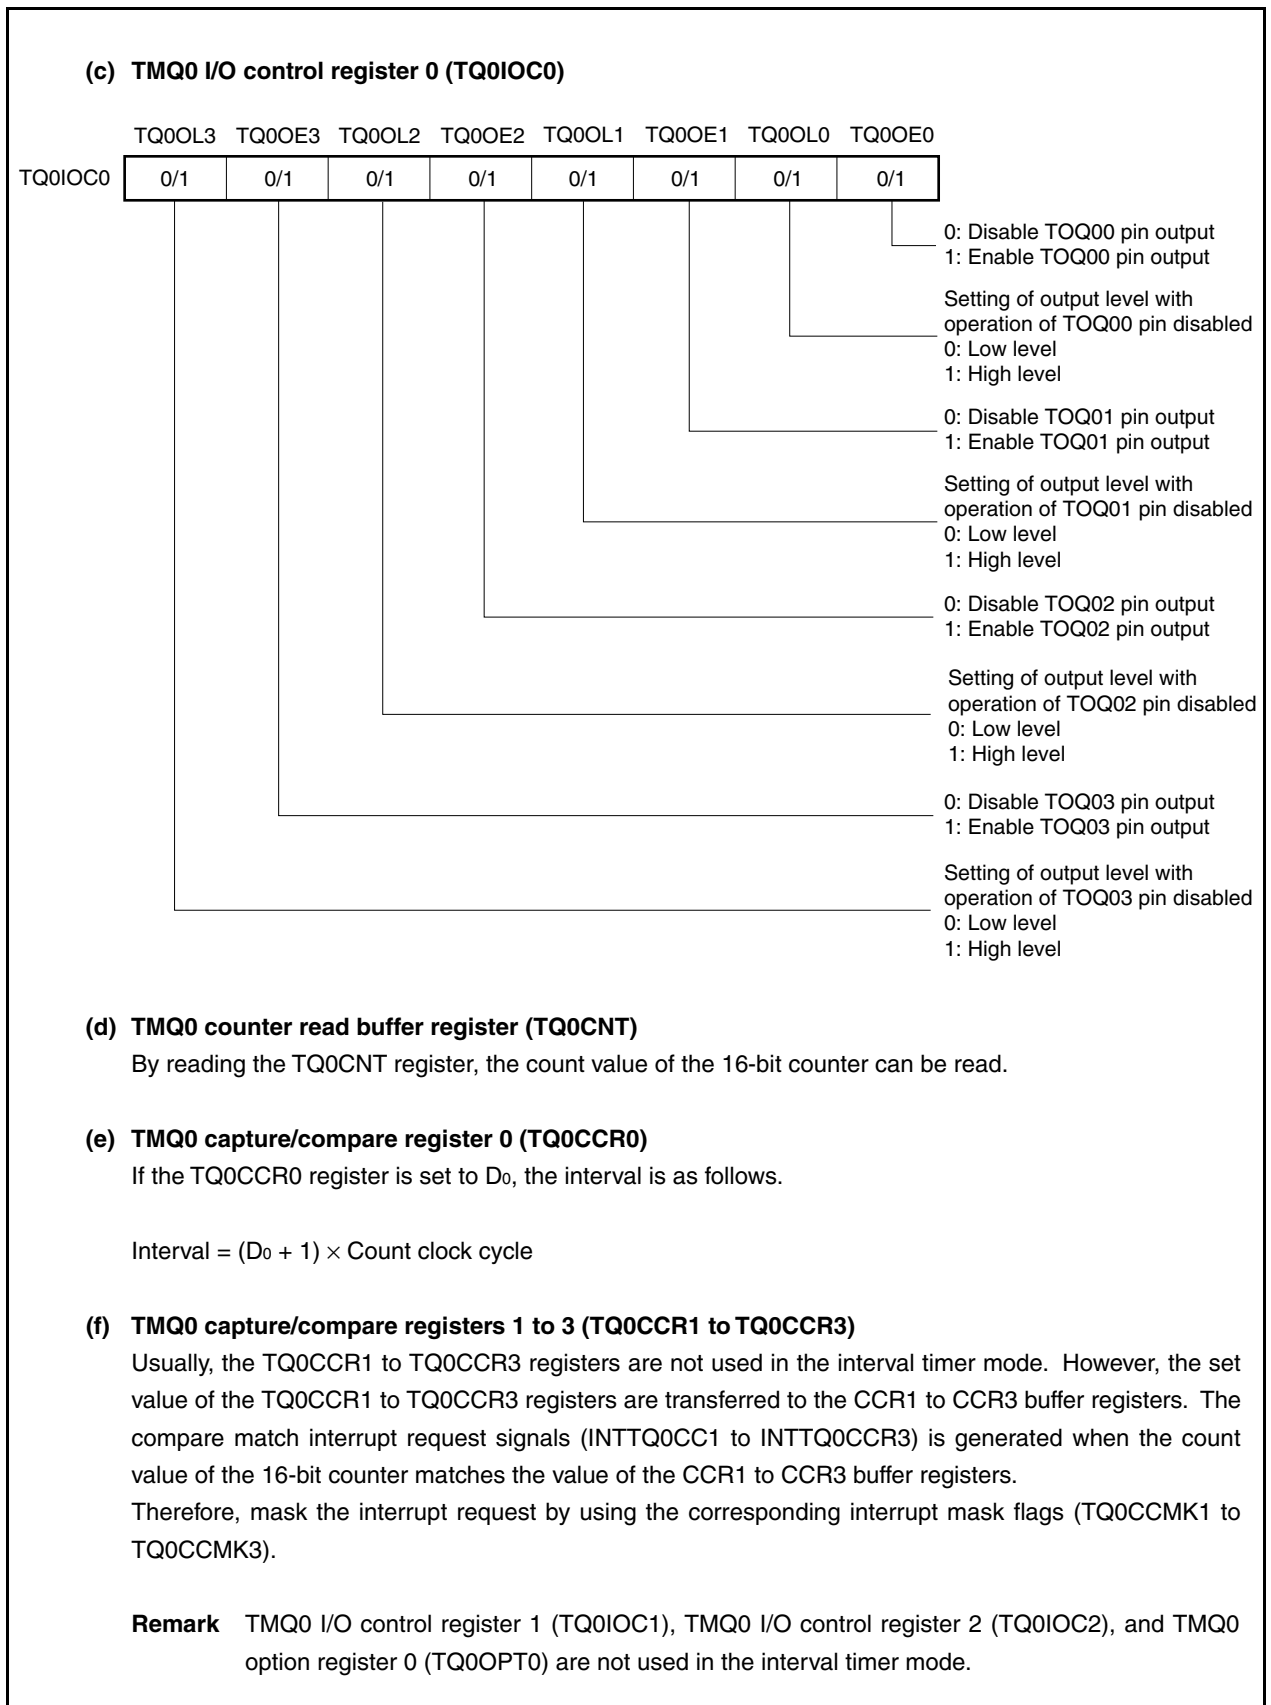 (c) TMQ0 I/O control register 0 (TQ0IOC0)
TQ0OL3 TQ0OE3 TQ0OL2 TQ0OE2 TQ0OL1 TQ0OE1 TQ0OL0 TQ0OE0
TQ0IOC0 0/1 0/1 0/1 0/1 0/1 0/1 0/1 0/1
0: Disable TOQ00 pin output
1: Enable TOQ00 pin output
Setting of output level with
operation of TOQ00 pin disabled
0: Low level
1: High level
0: Disable TOQ01 pin output
1: Enable TOQ01 pin output
Setting of output level with
operation of TOQ01 pin disabled
0: Low level
1: High level
0: Disable TOQ02 pin output
1: Enable TOQ02 pin output
Setting of output level with
operation of TOQ02 pin disabled
0: Low level
1: High level
0: Disable TOQ03 pin output
1: Enable TOQ03 pin output
Setting of output level with
operation of TOQ03 pin disabled
0: Low level
1: High level
(d) TMQ0 counter read buffer register (TQ0CNT)
By reading the TQ0CNT register, the count value of the 16-bit counter can be read.
(e) TMQ0 capture/compare register 0 (TQ0CCR0)
If the TQ0CCR0 register is set to D0, the interval is as follows.
Interval = (D0 + 1) × Count clock cycle
(f) TMQ0 capture/compare registers 1 to 3 (TQ0CCR1 to TQ0CCR3)
Usually, the TQ0CCR1 to TQ0CCR3 registers are not used in the interval timer mode. However, the set
value of the TQ0CCR1 to TQ0CCR3 registers are transferred to the CCR1 to CCR3 buffer registers. The
compare match interrupt request signals (INTTQ0CC1 to INTTQ0CCR3) is generated when the count
value of the 16-bit counter matches the value of the CCR1 to CCR3 buffer registers.
Therefore, mask the interrupt request by using the corresponding interrupt mask flags (TQ0CCMK1 to
TQ0CCMK3).
Remark TMQ0 I/O control register 1 (TQ0IOC1), TMQ0 I/O control register 2 (TQ0IOC2), and TMQ0
option register 0 (TQ0OPT0) are not used in the interval timer mode.